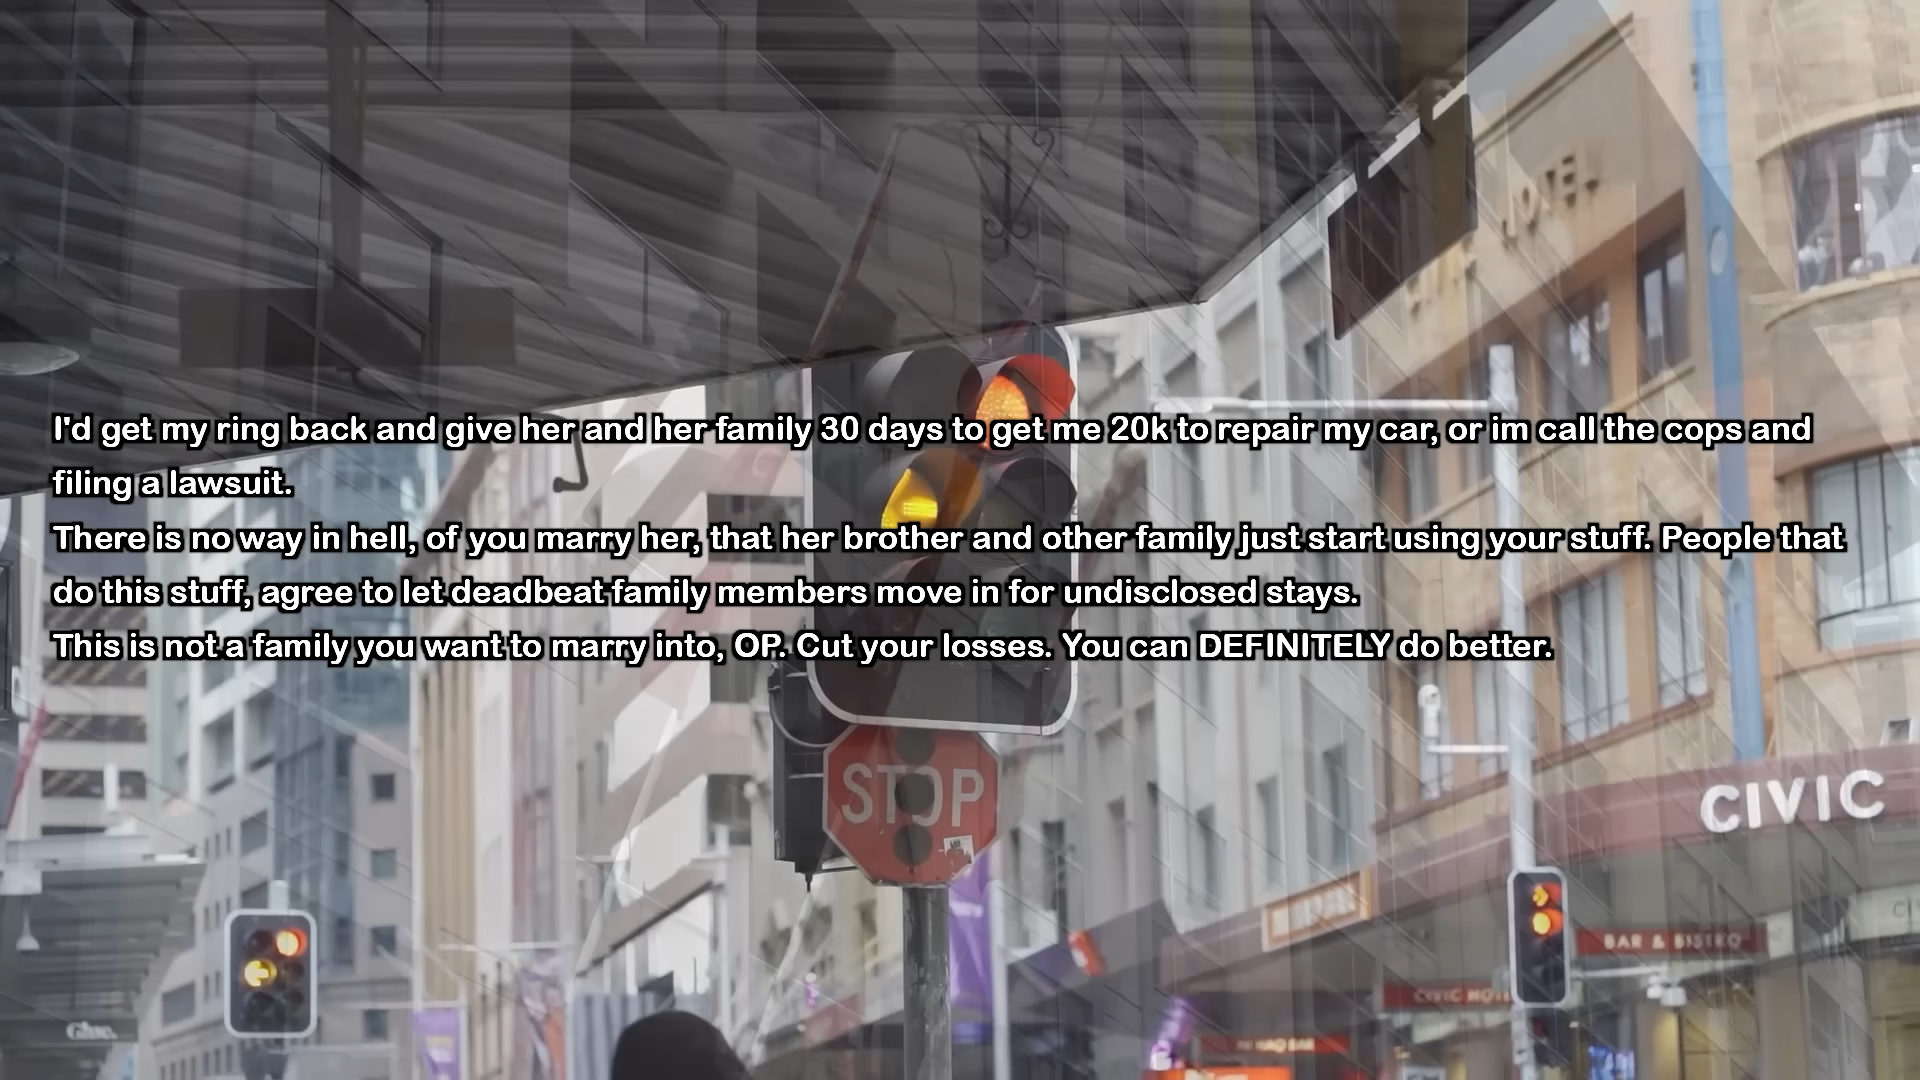 I'd get my ring back and give her and her family 30 days to get me 20k to repair my car, or im call the cops and
filing a lawsuit.
There is no way in hell, of you marry her, that her brother and other family just start using your stuff. People that
do this stuff, agree to let deadbeat family members move in for undisclosed stays.
This is not a family you want to marry into, OP. Cut your losses. You can DEFINITELY do better.
STOP
CIVIC
BAR & BISTRO
Glue.